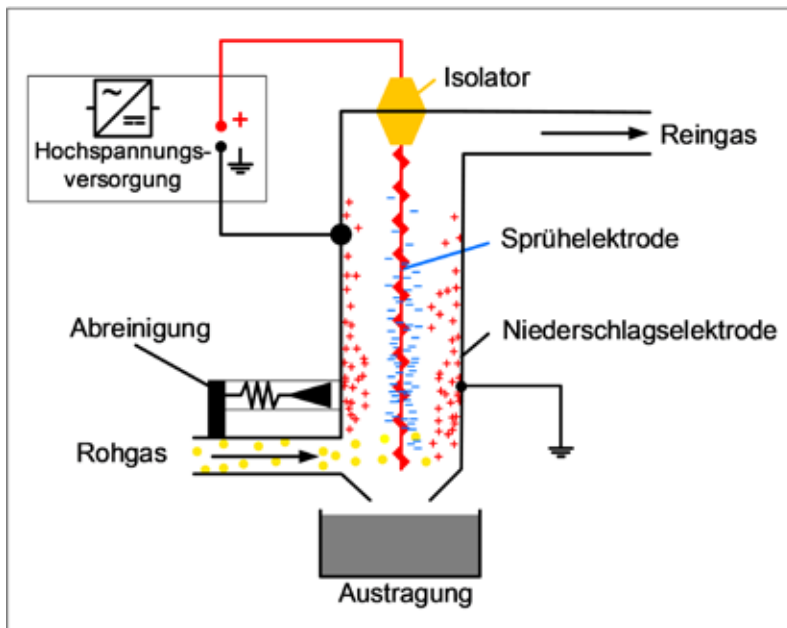 Isolator
Reingas
Hochspannungs-
versorgung
Sprühelektrode
Abreinigung
Niederschlagselektrode
Rohgas
Austragung